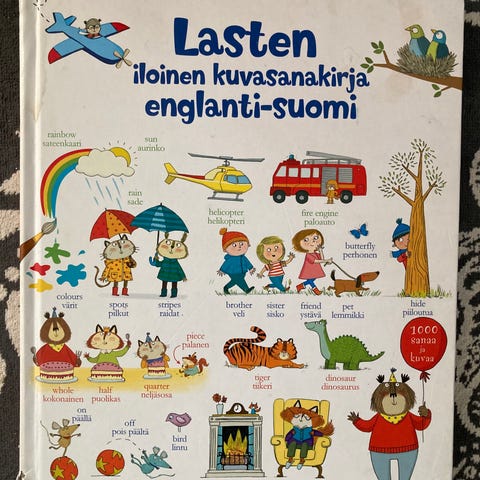 Lasten
iloinen kuvasanakirja
englanti-suomi
rainbow
sateenkaari
sun
aurinko
rain
sade
helicopter
helikopteri
fire engine
paloauto
butterfly
perhonen
colours
värit
spots
pilkut
stripes
raidat
brother
veli
sister
sisko
friend
ystävä
pet
lemmikki
hide
piiloutua
piece
palanen
1000
sanaa
ja
kuvaa
whole
kokonainen
half
puolikas
quarter
neljäsosa
tiger
tiikeri
dinosaur
dinosaurus
on
päällä
off
pois päältä
bird
lintu